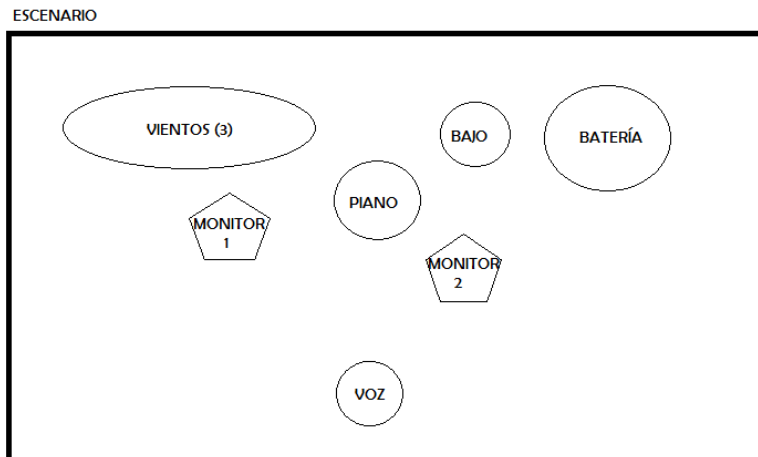 ESCENARIO
VIENTOS (3)
BAJO
BATERÍA
PIANO
MONITOR
1
MONITOR
2
VOZ